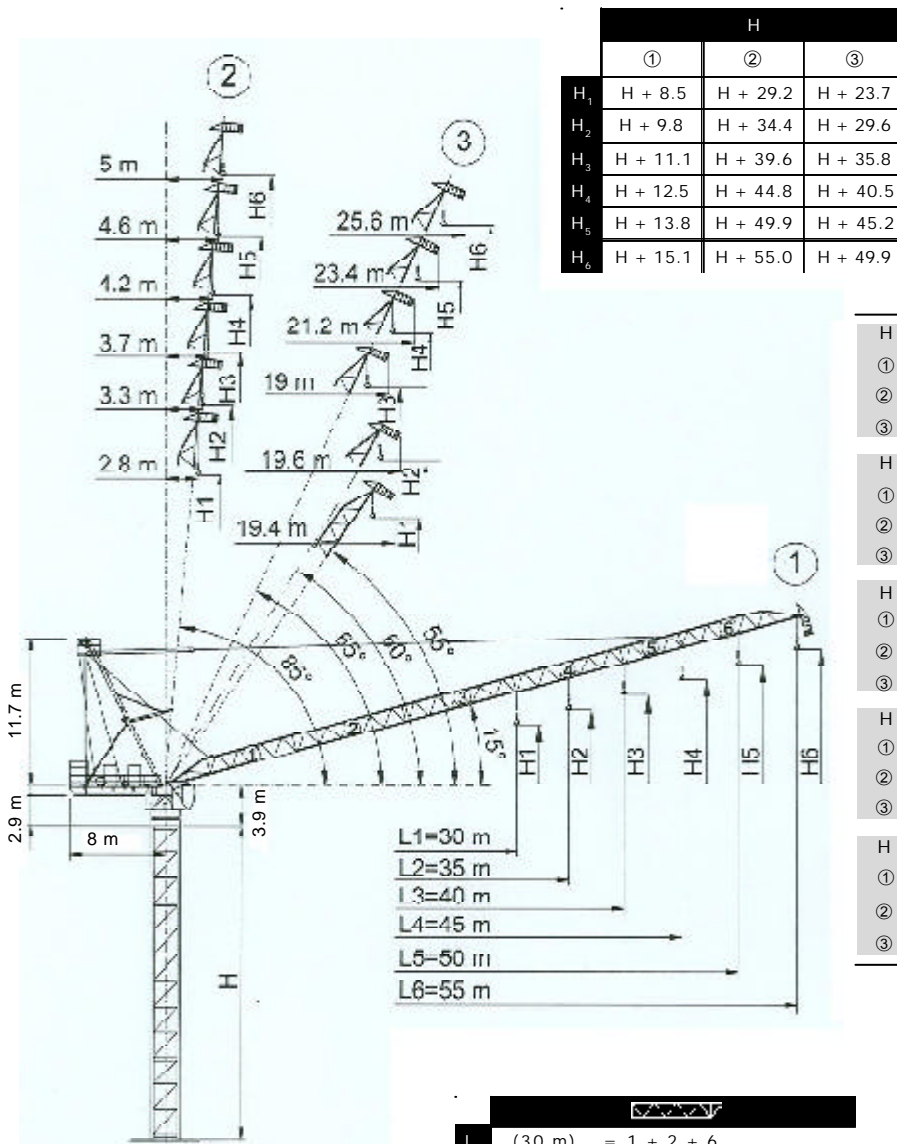 H
① ② ③
H1 H + 8.5 H + 29.2 H + 23.7
H2 H + 9.8 H + 34.4 H + 29.6
H3 H + 11.1 H + 39.6 H + 35.8
H4 H + 12.5 H + 44.8 H + 40.5
H5 H + 13.8 H + 49.9 H + 45.2
H6 H + 15.1 H + 55.0 H + 49.9
2
5 m
H6
4.6 m
H5
4.2 m
H4
3.7 m
H3
3.3 m
H2
2.8 m
H1
3
25.6 m
H6
23.4 m
H5
21.2 m
H4
19 m
H3
19.6 m
H2
19.4 m
H1
H
①
②
③
H
①
②
③
H
①
②
③
H
①
②
③
H
①
②
③
1
83°
65°
60°
15°
1 2 4 5 6
H1 H2 H3 H4 H5 H6
11.7 m
2.9 m
8 m
3.9 m
H
L1=30 m
L2=35 m
L3=40 m
L4=45 m
L5=50 m
L6=55 m
(30 m) = 1 + 2 + 6